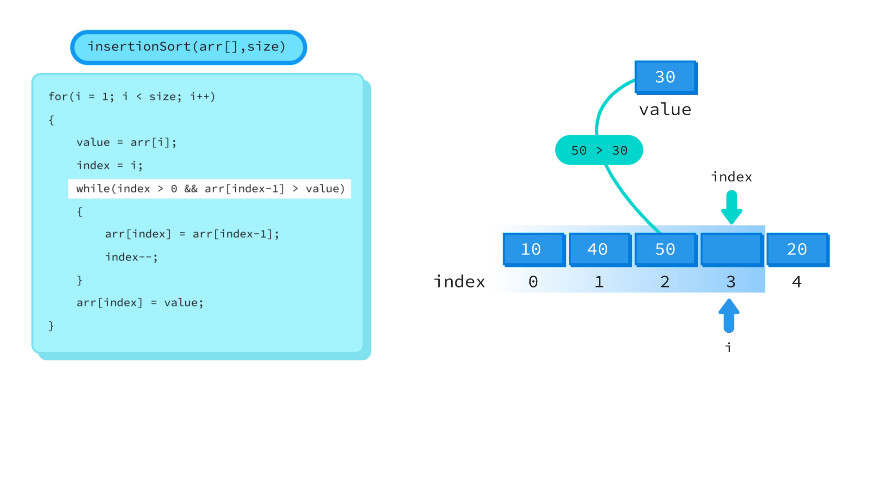 insertionSort(arr[],size)
for(i = 1; i < size; i++)
{
value = arr[i];
index = i;
while(index > 0 && arr[index-1] > value)
{
arr[index] = arr[index-1];
index--;
}
arr[index] = value;
}
30
value
50 > 30
index
10 40 50 20
index 0 1 2 3 4
i